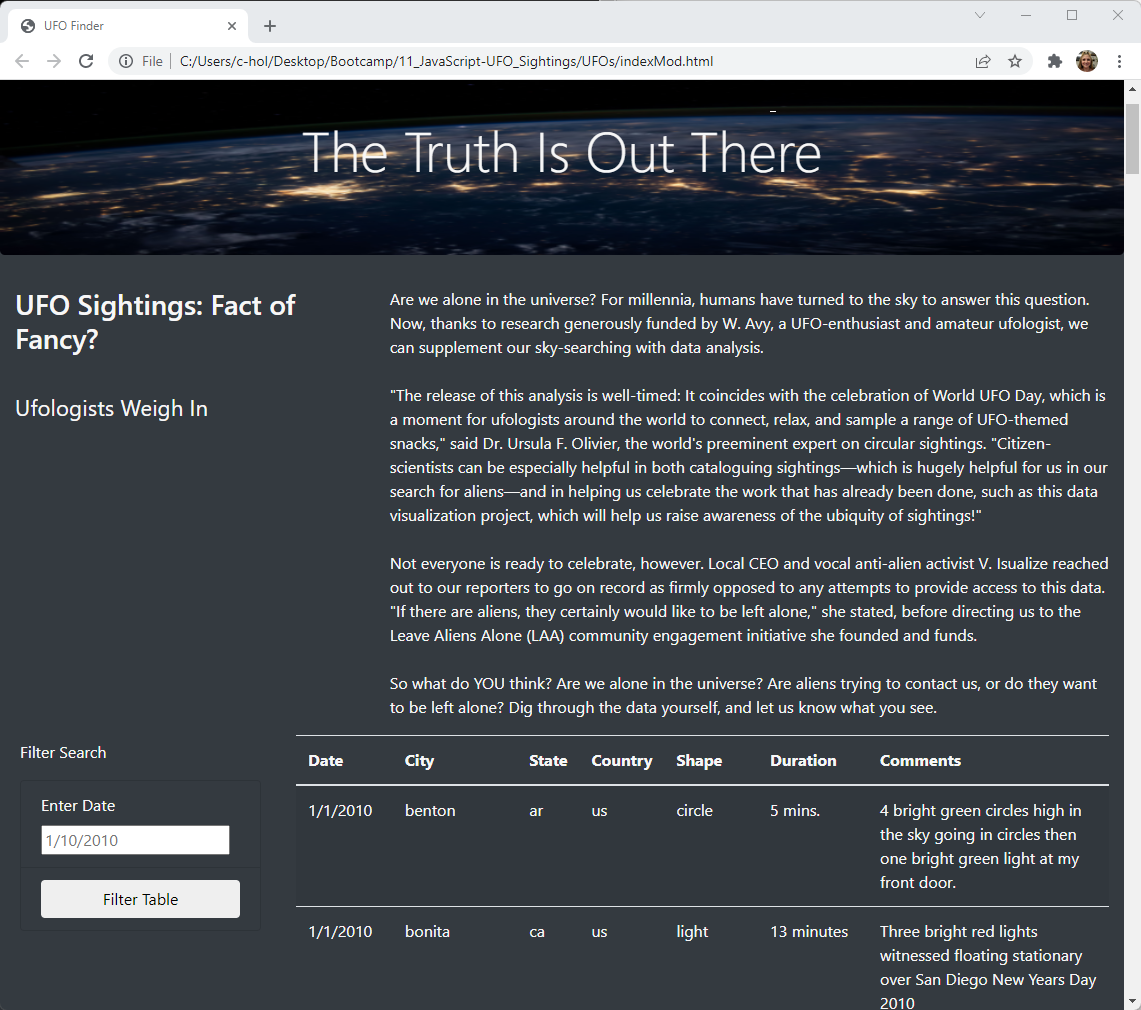 UFO Finder
File
C:/Users/c-hol/Desktop/Bootcamp/11_JavaScript-UFO_Sightings/UFOs/indexMod.html
The Truth Is Out There
UFO Sightings: Fact of
Fancy?
Ufologists Weigh In
Are we alone in the universe? For millennia, humans have turned to the sky to answer this question.
Now, thanks to research generously funded by W. Avy, a UFO-enthusiast and amateur ufologist, we
can supplement our sky-searching with data analysis.
"The release of this analysis is well-timed: It coincides with the celebration of World UFO Day, which is
a moment for ufologists around the world to connect, relax, and sample a range of UFO-themed
snacks," said Dr. Ursula F. Olivier, the world's preeminent expert on circular sightings. "Citizen-
scientists can be especially helpful in both cataloguing sightings—which is hugely helpful for us in our
search for aliens—and in helping us celebrate the work that has already been done, such as this data
visualization project, which will help us raise awareness of the ubiquity of sightings!"
Not everyone is ready to celebrate, however. Local CEO and vocal anti-alien activist V. Isualize reached
out to our reporters to go on record as firmly opposed to any attempts to provide access to this data.
"If there are aliens, they certainly would like to be left alone," she stated, before directing us to the
Leave Aliens Alone (LAA) community engagement initiative she founded and funds.
So what do YOU think? Are we alone in the universe? Are aliens trying to contact us, or do they want
to be left alone? Dig through the data yourself, and let us know what you see.
Filter Search
Enter Date
1/10/2010
Filter Table
Date City State Country Shape Duration Comments
1/1/2010 benton ar us circle 5 mins. 4 bright green circles high in
the sky going in circles then
one bright green light at my
front door.
1/1/2010 bonita ca us light 13 minutes Three bright red lights
witnessed floating stationary
over San Diego New Years Day
2010